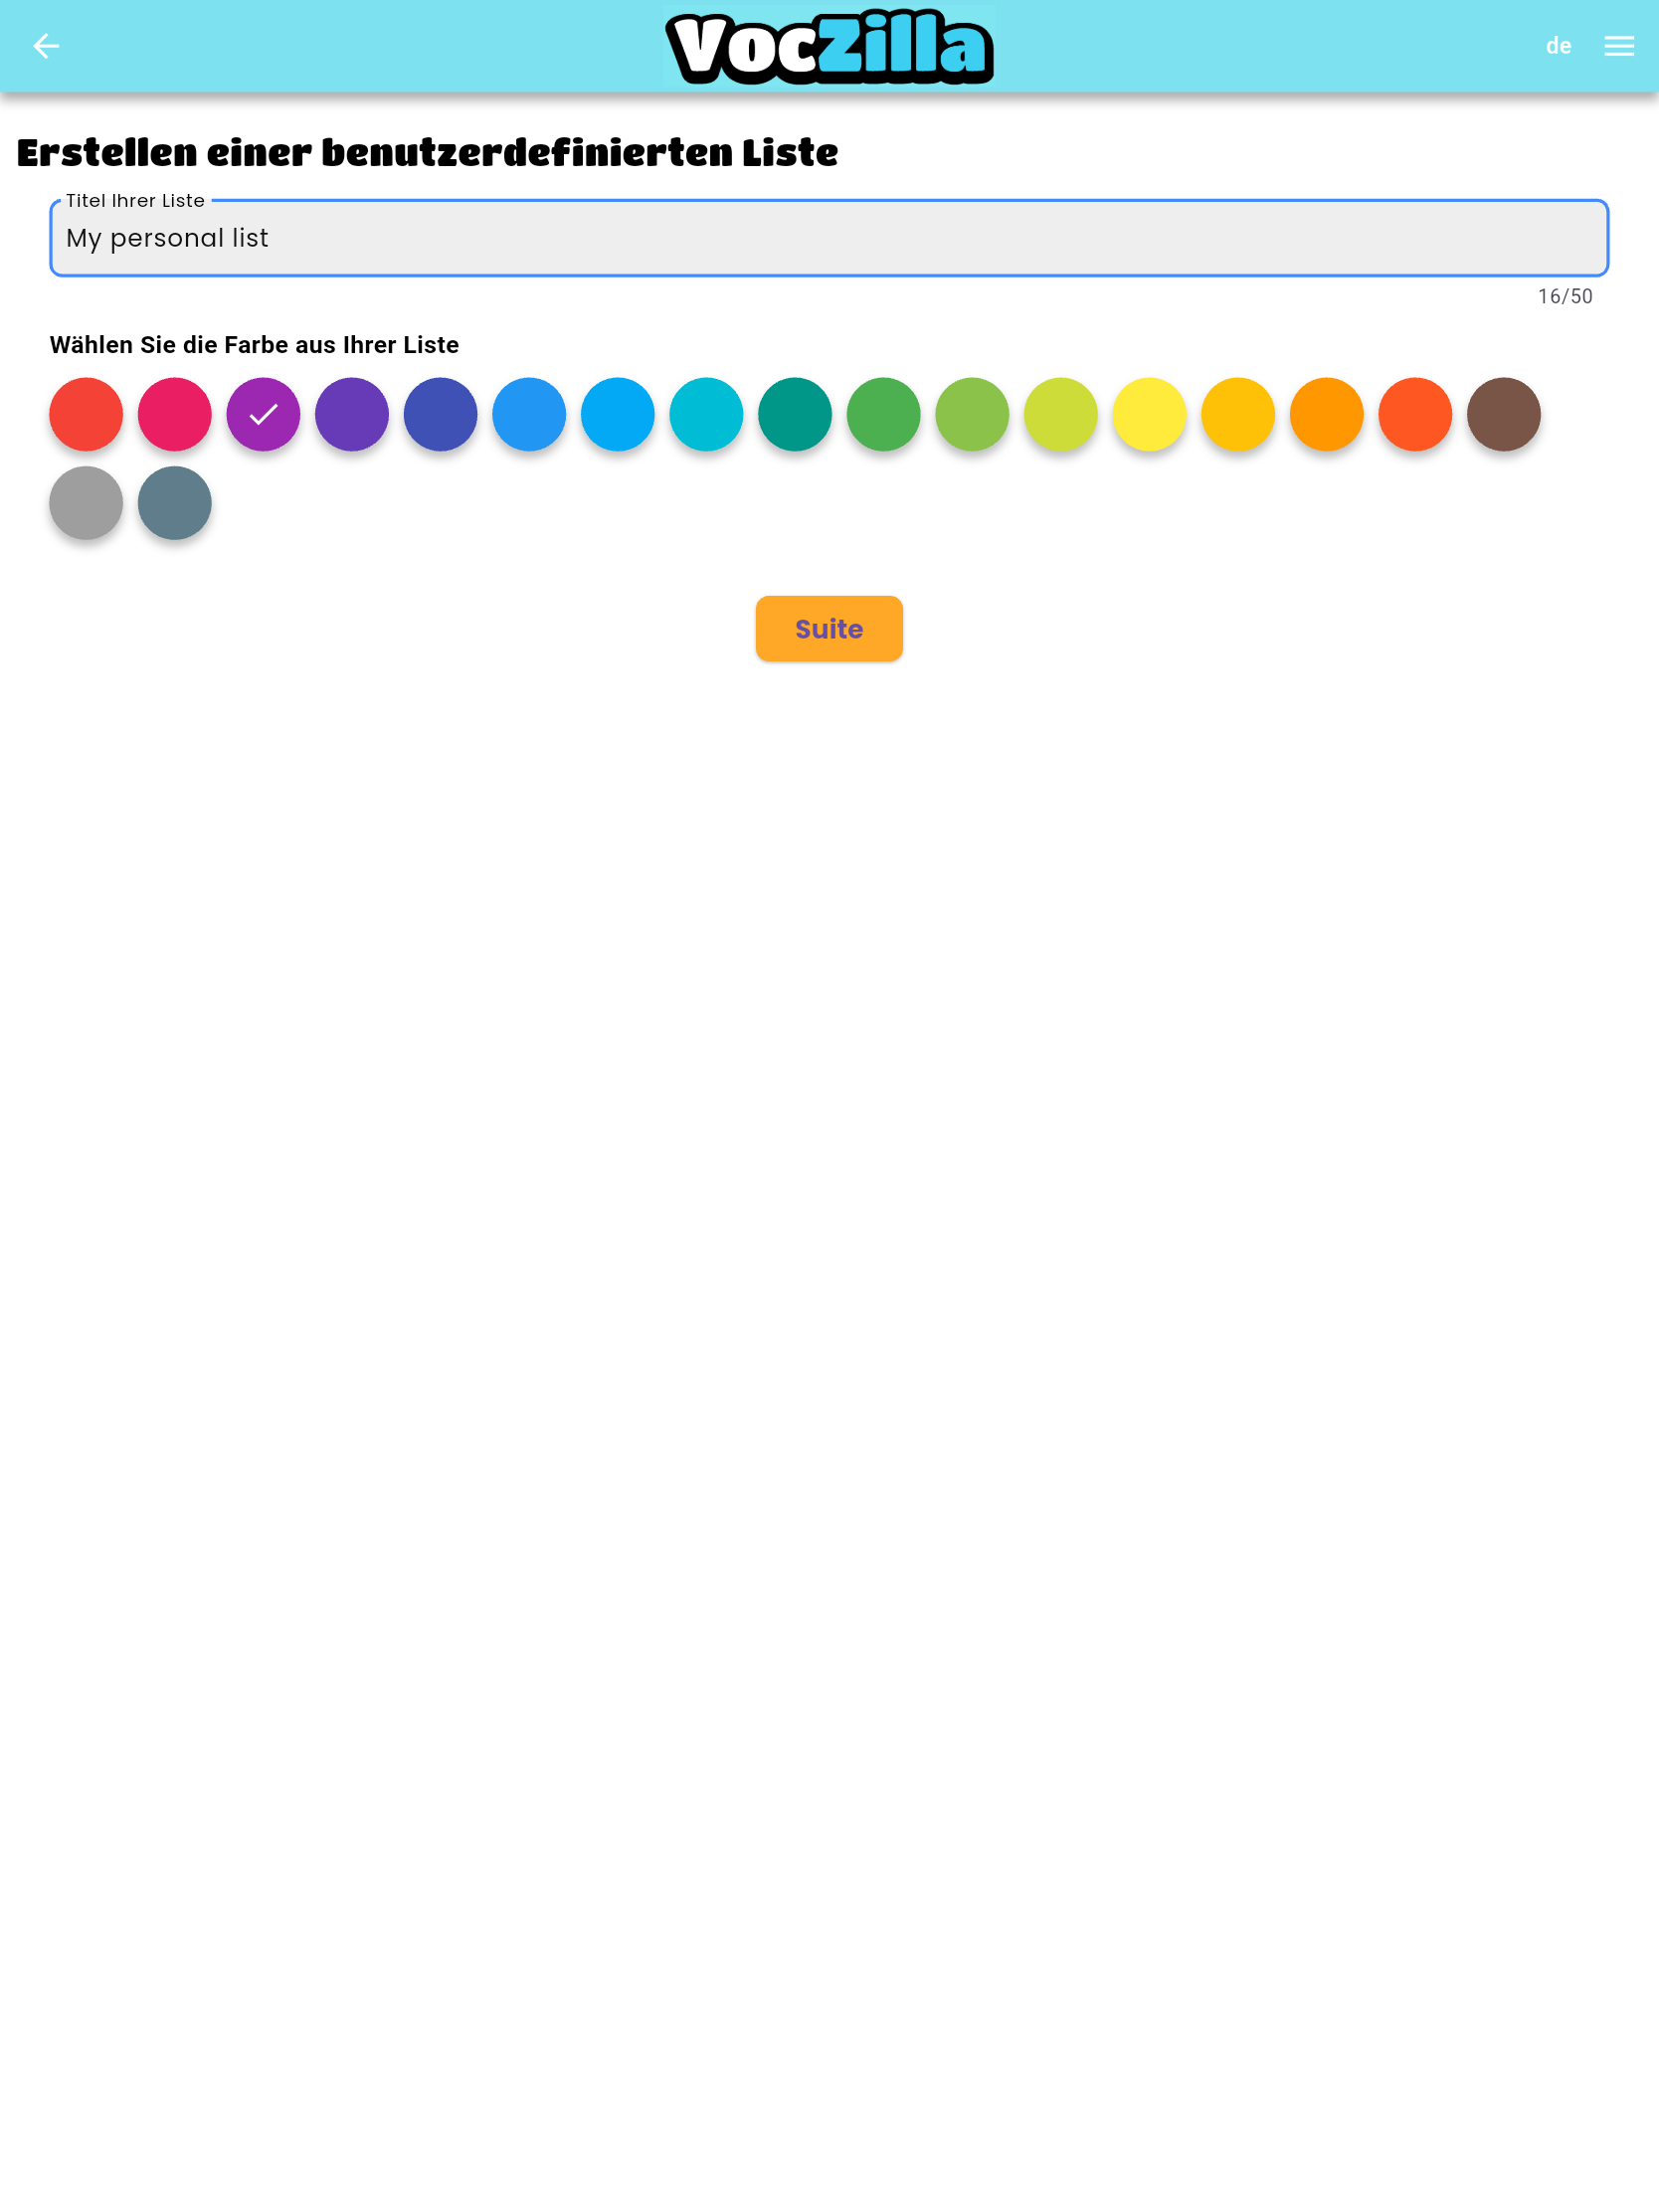 VocZilla
de
Erstellen einer benutzerdefinierten Liste
Titel Ihrer Liste
My personal list
16/50
Wählen Sie die Farbe aus Ihrer Liste
Suite